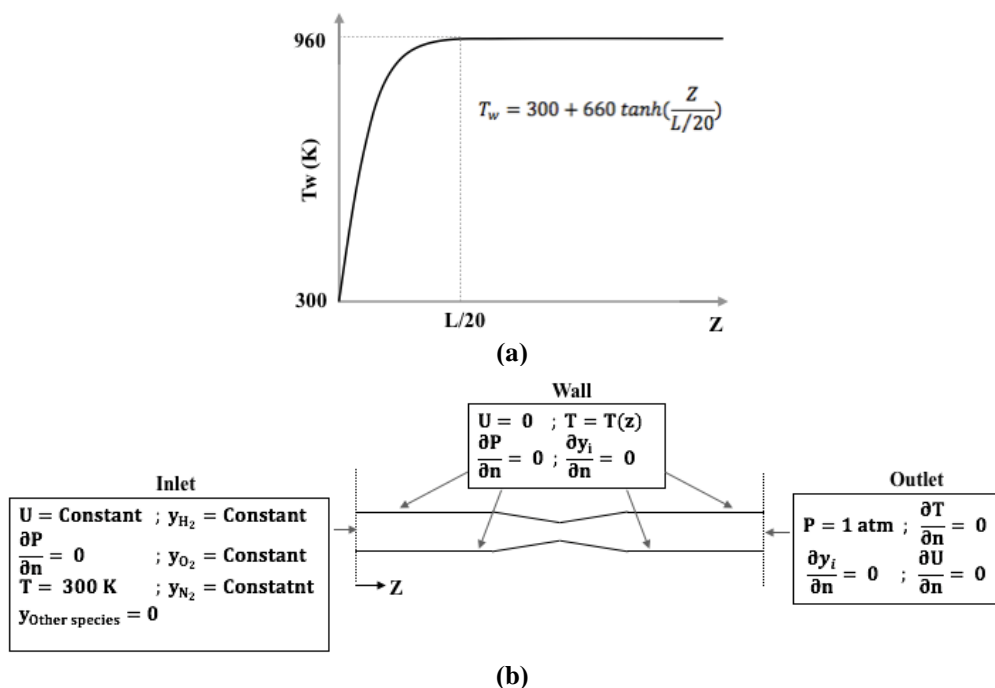 960
T_w = 300 + 660 tanh(Z / L/20)
Tw (K)
300
L/20
Z
(a)
Wall
U = 0 ; T = T(z)
∂P/∂n = 0 ; ∂y_i/∂n = 0
Inlet
U = Constant ; y_H₂ = Constant
∂P/∂n = 0 ; y_O₂ = Constant
T = 300 K ; y_N₂ = Constatnt
y_Other species = 0
Outlet
P = 1 atm ; ∂T/∂n = 0
∂y_i/∂n = 0 ; ∂U/∂n = 0
Z
(b)